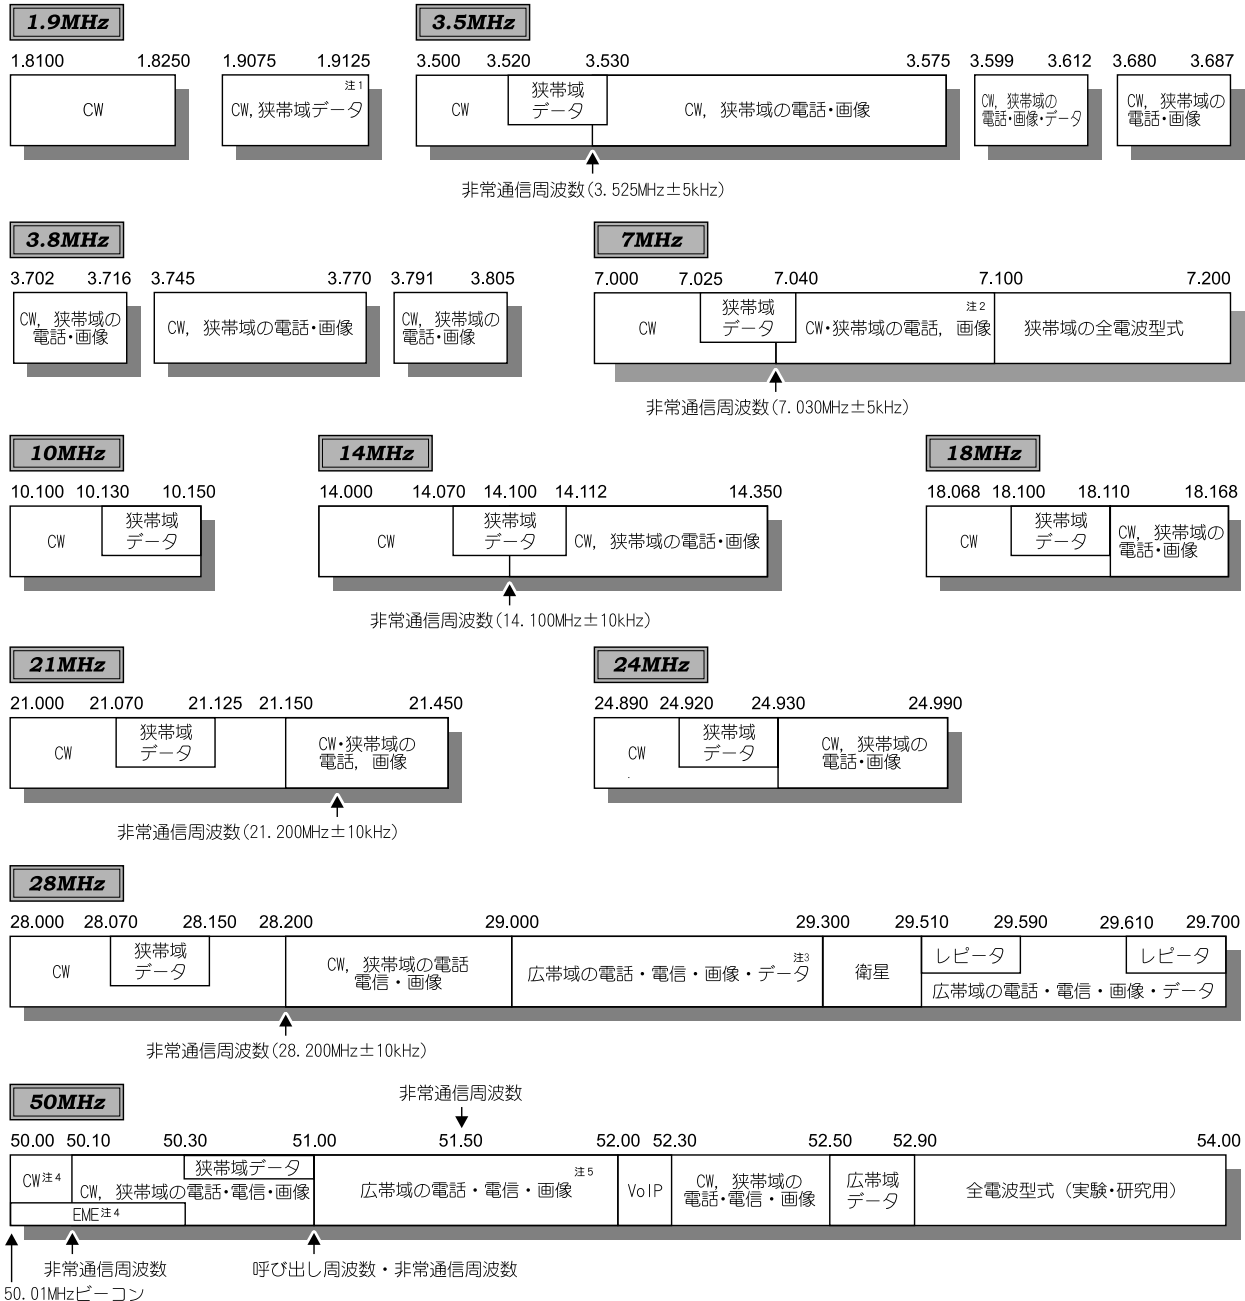 1.9MHz
1.8100 1.8250 1.9075 1.9125
CW
CW, 狭帯域データ 注1
3.5MHz
3.500 3.520 3.530 3.575 3.599 3.612 3.680 3.687
CW
狭帯域
データ
CW, 狭帯域の電話・画像
CW, 狭帯域の
電話・画像・データ
CW, 狭帯域の
電話・画像
非常通信周波数(3.525MHz±5kHz)
3.8MHz
3.702 3.716 3.745 3.770 3.791 3.805
CW, 狭帯域の
電話・画像
CW, 狭帯域の電話・画像
CW, 狭帯域の
電話・画像
7MHz
7.000 7.025 7.040 7.100 7.200
CW
狭帯域
データ
CW・狭帯域の電話, 画像 注2
狭帯域の全電波型式
非常通信周波数(7.030MHz±5kHz)
10MHz
10.100 10.130 10.150
CW
狭帯域
データ
14MHz
14.000 14.070 14.100 14.112 14.350
CW
狭帯域
データ
CW, 狭帯域の電話・画像
非常通信周波数(14.100MHz±10kHz)
18MHz
18.068 18.100 18.110 18.168
CW
狭帯域
データ
CW, 狭帯域の
電話・画像
21MHz
21.000 21.070 21.125 21.150 21.450
CW
狭帯域
データ
CW・狭帯域の
電話, 画像
非常通信周波数(21.200MHz±10kHz)
24MHz
24.890 24.920 24.930 24.990
CW
狭帯域
データ
CW, 狭帯域の
電話・画像
28MHz
28.000 28.070 28.150 28.200 29.000 29.300 29.510 29.590 29.610 29.700
CW
狭帯域
データ
CW, 狭帯域の電話
電信・画像
広帯域の電話・電信・画像・データ 注3
衛星
レピータ
レピータ
広帯域の電話・電信・画像・データ
非常通信周波数(28.200MHz±10kHz)
50MHz
非常通信周波数
50.00 50.10 50.30 51.00 51.50 52.00 52.30 52.50 52.90 54.00
CW注4
狭帯域データ
CW, 狭帯域の電話・電信・画像
EME注4
広帯域の電話・電信・画像 注5
VoIP
CW, 狭帯域の
電話・電信・画像
広帯域
データ
全電波型式 (実験・研究用)
非常通信周波数
呼び出し周波数・非常通信周波数
50.01MHzビーコン